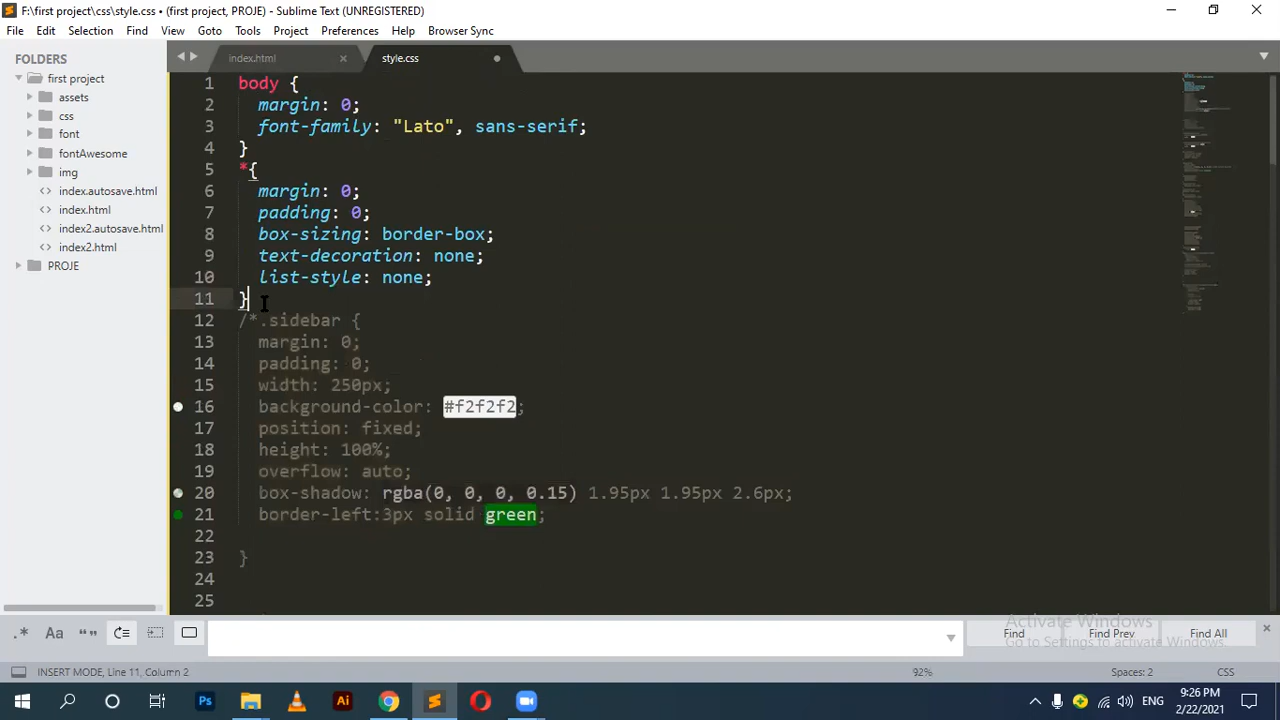 F:\first project\css\style.css • (first project, PROJE) - Sublime Text (UNREGISTERED)
File Edit Selection Find View Goto Tools Project Preferences Help Browser Sync
FOLDERS
first project
assets
css
font
fontAwesome
img
index.autosave.html
index.html
index2.autosave.html
index2.html
PROJE
index.html × style.css
1 body {
2 margin: 0;
3 font-family: "Lato", sans-serif;
4 }
5 *{
6 margin: 0;
7 padding: 0;
8 box-sizing: border-box;
9 text-decoration: none;
10 list-style: none;
11 }
12 /*.sidebar {
13 margin: 0;
14 padding: 0;
15 width: 250px;
16 background-color: #f2f2f2;
17 position: fixed;
18 height: 100%;
19 overflow: auto;
20 box-shadow: rgba(0, 0, 0, 0.15) 1.95px 1.95px 2.6px;
21 border-left:3px solid green;
22
23 }
24
25
Activate Windows
Go to Settings to activate Windows.
.* Aa “” Find Find Prev Find All
INSERT MODE, Line 11, Column 2 92% Spaces: 2 CSS
Ps Ai ENG
9:26 PM
2/22/2021